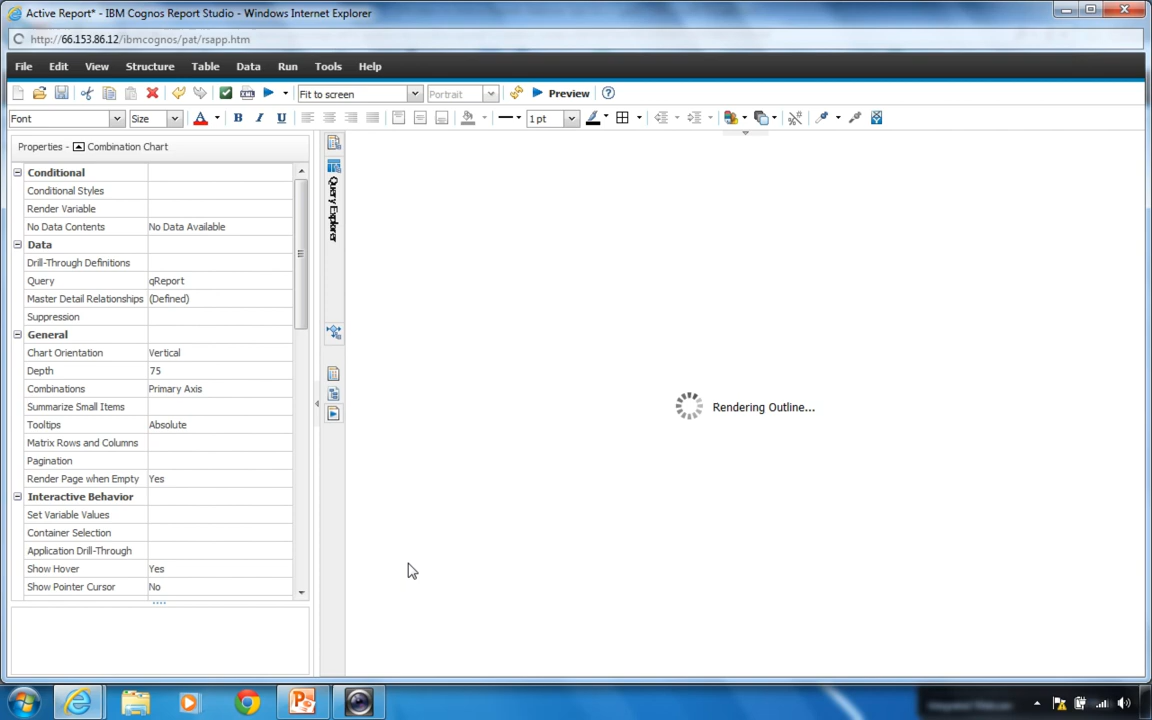 Active Report* - IBM Cognos Report Studio - Windows Internet Explorer
http://66.153.86.12/ibmcognos/pat/rsapp.htm
File Edit View Structure Table Data Run Tools Help
Fit to screen Portrait Preview
Font Size B I U 1 pt
Properties - Combination Chart
Conditional
Conditional Styles
Render Variable
No Data Contents No Data Available
Data
Drill-Through Definitions
Query qReport
Master Detail Relationships (Defined)
Suppression
General
Chart Orientation Vertical
Depth 75
Combinations Primary Axis
Summarize Small Items
Tooltips Absolute
Matrix Rows and Columns
Pagination
Render Page when Empty Yes
Interactive Behavior
Set Variable Values
Container Selection
Application Drill-Through
Show Hover Yes
Show Pointer Cursor No
Query Explorer
Rendering Outline...